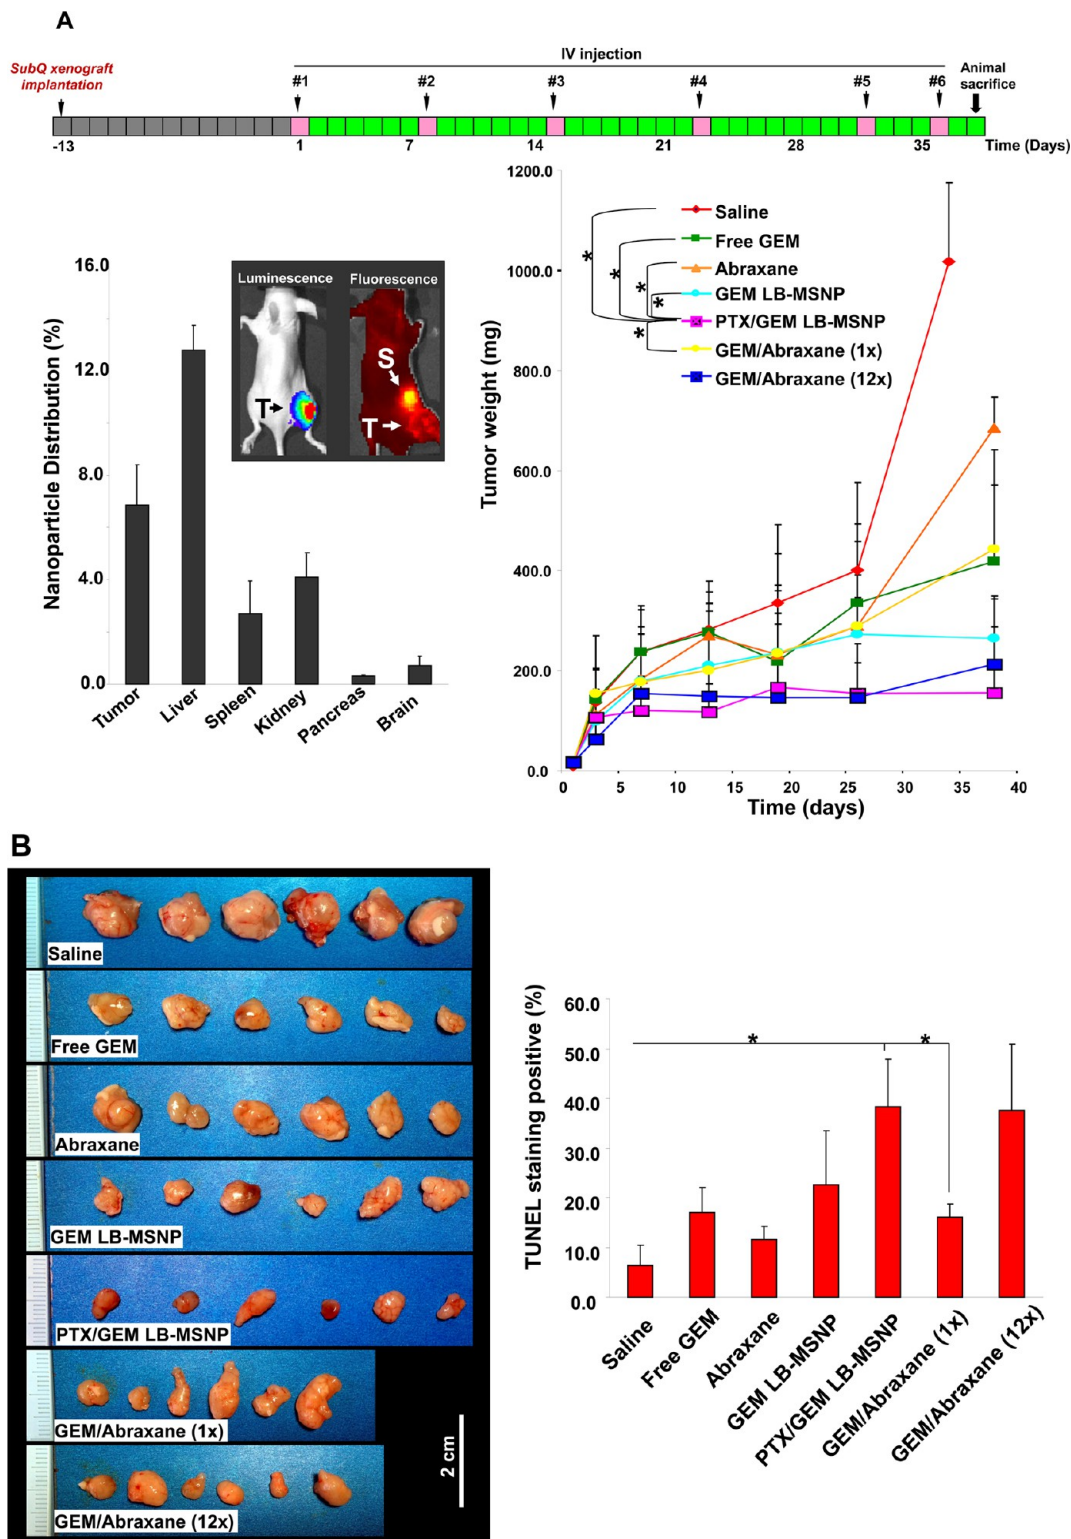 A
IV injection
SubQ xenograft
implantation
#1
#2
#3
#4
#5
#6
Animal
sacrifice
-13
1
7
14
21
28
35
Time (Days)
Nanoparticle Distribution (%)
16.0
12.0
8.0
4.0
0.0
Tumor
Liver
Spleen
Kidney
Pancreas
Brain
Luminescence
Fluorescence
T
S
T
Tumor weight (mg)
1200.0
1000.0
800.0
600.0
400.0
200.0
0.0
0
5
10
15
20
25
30
35
40
Time (days)
Saline
Free GEM
Abraxane
GEM LB-MSNP
PTX/GEM LB-MSNP
GEM/Abraxane (1x)
GEM/Abraxane (12x)
*
*
*
*
*
B
Saline
Free GEM
Abraxane
GEM LB-MSNP
PTX/GEM LB-MSNP
GEM/Abraxane (1x)
GEM/Abraxane (12x)
2 cm
TUNEL staining positive (%)
60.0
50.0
40.0
30.0
20.0
10.0
0.0
*
*
Saline
Free GEM
Abraxane
GEM LB-MSNP
PTX/GEM LB-MSNP
GEM/Abraxane (1x)
GEM/Abraxane (12x)